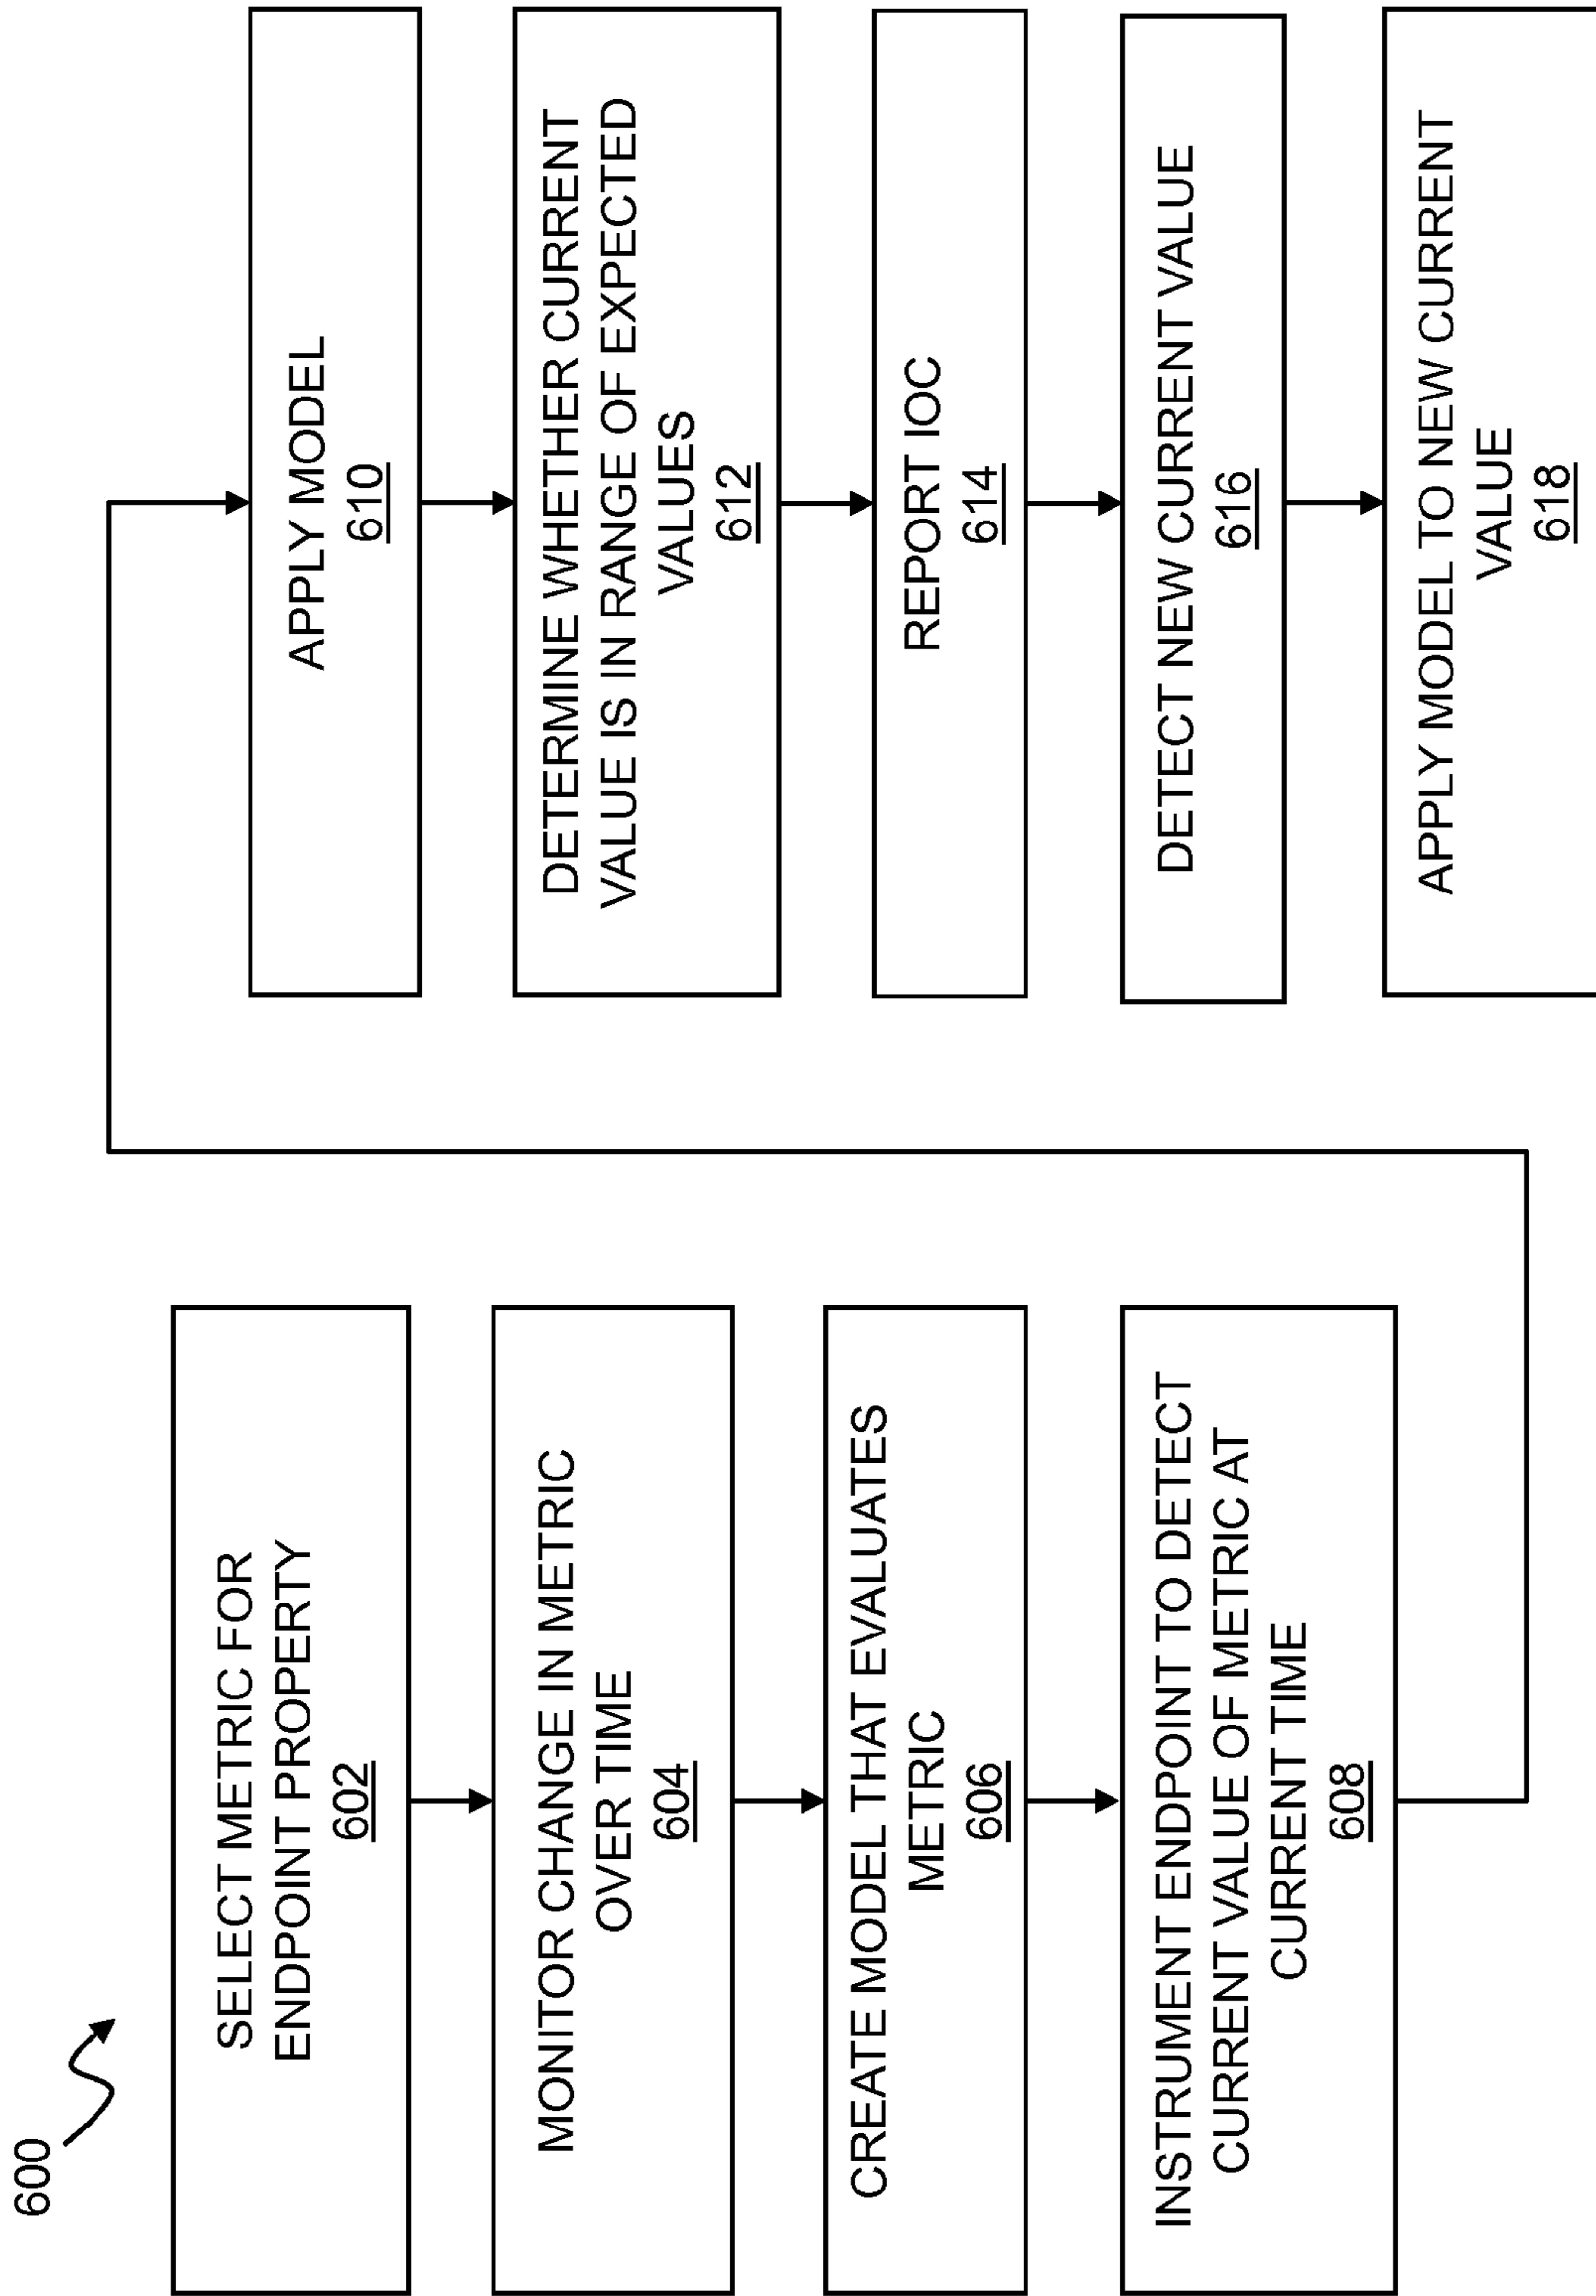 600
SELECT METRIC FOR
ENDPOINT PROPERTY
602
MONITOR CHANGE IN METRIC
OVER TIME
604
CREATE MODEL THAT EVALUATES
METRIC
606
INSTRUMENT ENDPOINT TO DETECT
CURRENT VALUE OF METRIC AT
CURRENT TIME
608
APPLY MODEL
610
DETERMINE WHETHER CURRENT
VALUE IS IN RANGE OF EXPECTED
VALUES
612
REPORT IOC
614
DETECT NEW CURRENT VALUE
616
APPLY MODEL TO NEW CURRENT
VALUE
618